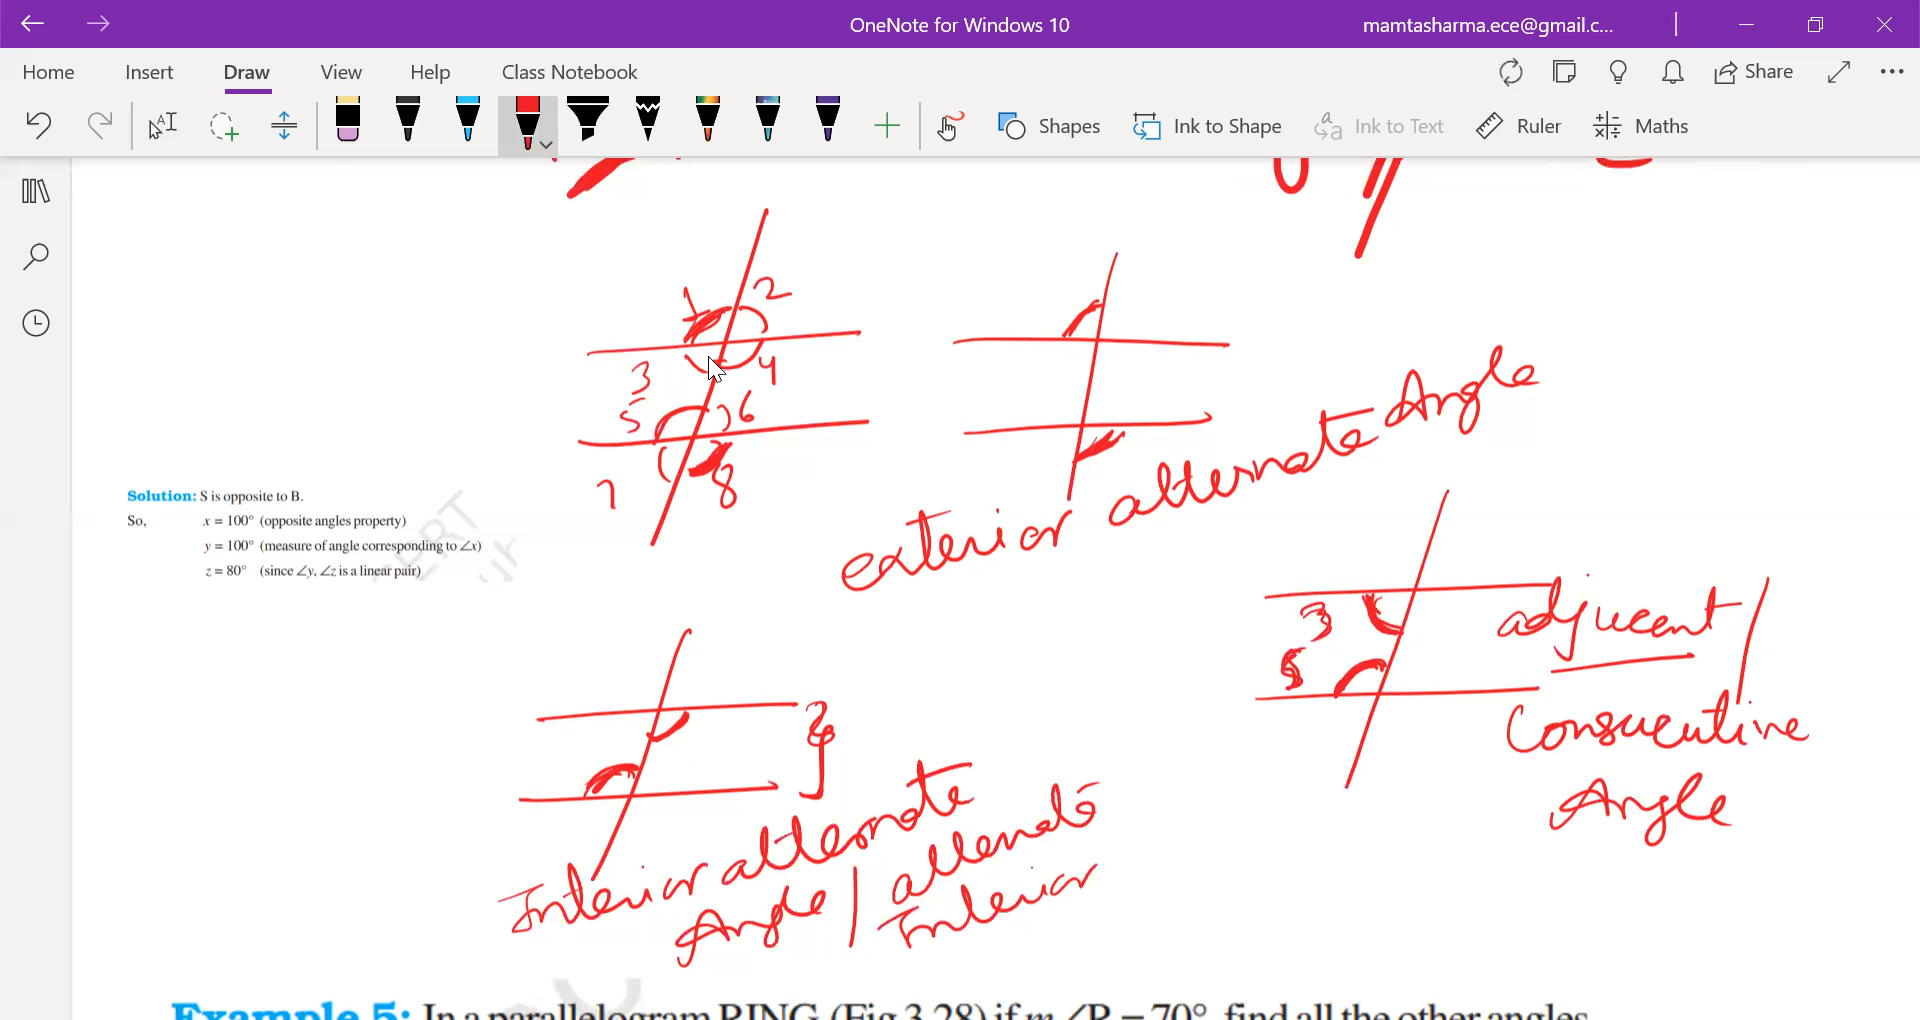 OneNote for Windows 10
mamtasharma.ece@gmail.c...
Home Insert Draw View Help Class Notebook
Share
Shapes Ink to Shape Ink to Text Ruler Maths
1 2
3 4
5 6
7 8
exterior alternate Angle
Solution: S is opposite to B.
So, x = 100° (opposite angles property)
y = 100° (measure of angle corresponding to ∠x)
z = 80° (since ∠y, ∠z is a linear pair)
3
5
adjucent /
Consucutive
Angle
Interior alternate
Angle | alternate
Interior
Example 5: In a parallelogram RING, (Fig 3.28) if m∠R = 70°, find all the other angles.